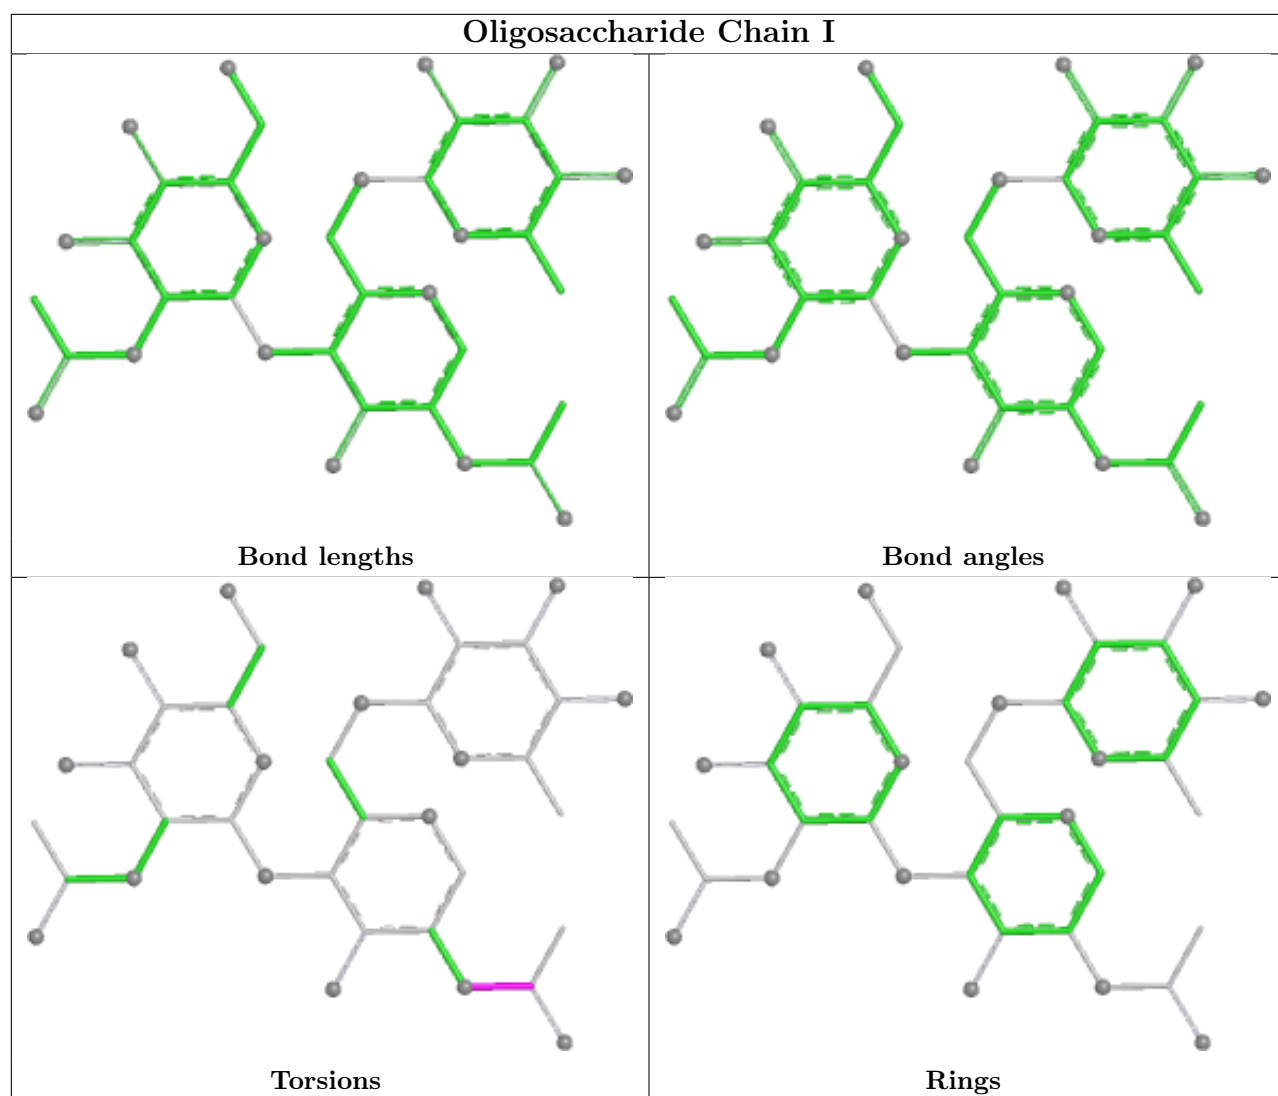 Oligosaccharide Chain I
Bond lengths
Bond angles
Torsions
Rings